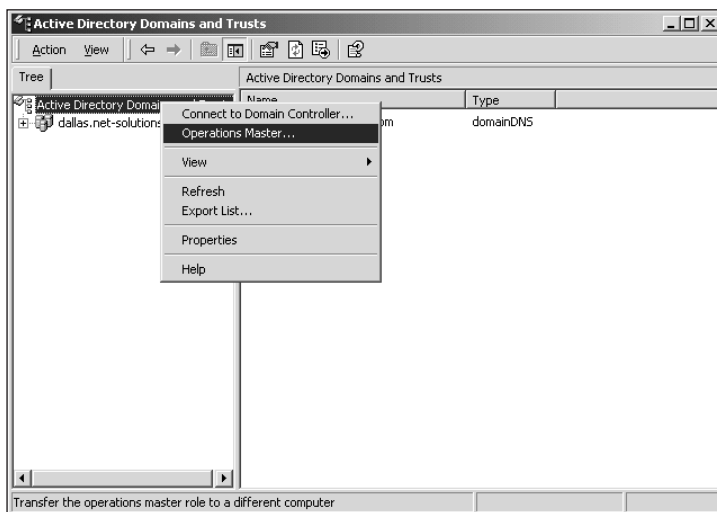 Active Directory Domains and Trusts
Action View
Tree
Active Directory Domains and Trusts
Active Directory Domai
Name
Type
dallas.net-solutions
domainDNS
Connect to Domain Controller...
Operations Master...
View
Refresh
Export List...
Properties
Help
Transfer the operations master role to a different computer